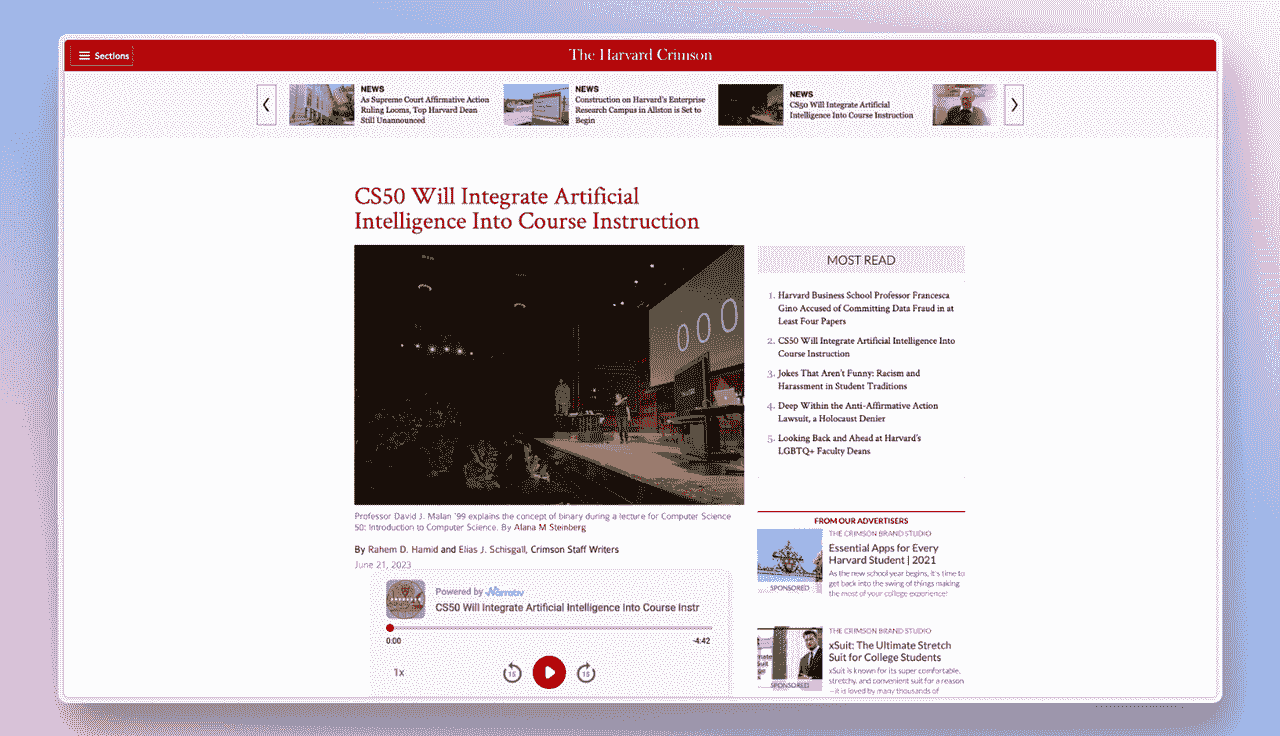 Sections
The Harvard Crimson
NEWS
As Supreme Court Affirmative Action
Ruling Looms, Top Harvard Dean
Still Unannounced
NEWS
Construction on Harvard's Enterprise
Research Campus in Allston is Set to
Begin
NEWS
CS50 Will Integrate Artificial
Intelligence Into Course Instruction
CS50 Will Integrate Artificial
Intelligence Into Course Instruction
000
Professor David J. Malan '99 explains the concept of binary during a lecture for Computer Science
50: Introduction to Computer Science. By Alana M Steinberg
By Rahem D. Hamid and Elias J. Schisgall, Crimson Staff Writers
June 21, 2023
Powered by Narrativ
CS50 Will Integrate Artificial Intelligence Into Course Instr
0:00
-4:42
1x
15
15
MOST READ
1. Harvard Business School Professor Francesca
Gino Accused of Committing Data Fraud in at
Least Four Papers
2. CS50 Will Integrate Artificial Intelligence Into
Course Instruction
3. Jokes That Aren't Funny: Racism and
Harassment in Student Traditions
4. Deep Within the Anti-Affirmative Action
Lawsuit, a Holocaust Denier
5. Looking Back and Ahead at Harvard's
LGBTQ+ Faculty Deans
FROM OUR ADVERTISERS
THE CRIMSON BRAND STUDIO
Essential Apps for Every
Harvard Student | 2021
As the new school year begins, it's time to
get back into the swing of things making
the most of your college experience!
SPONSORED
THE CRIMSON BRAND STUDIO
xSuit: The Ultimate Stretch
Suit for College Students
xSuit is known for its super comfortable,
stretchy, and convenient suit for a reason
—it is loved by many thousands of
SPONSORED